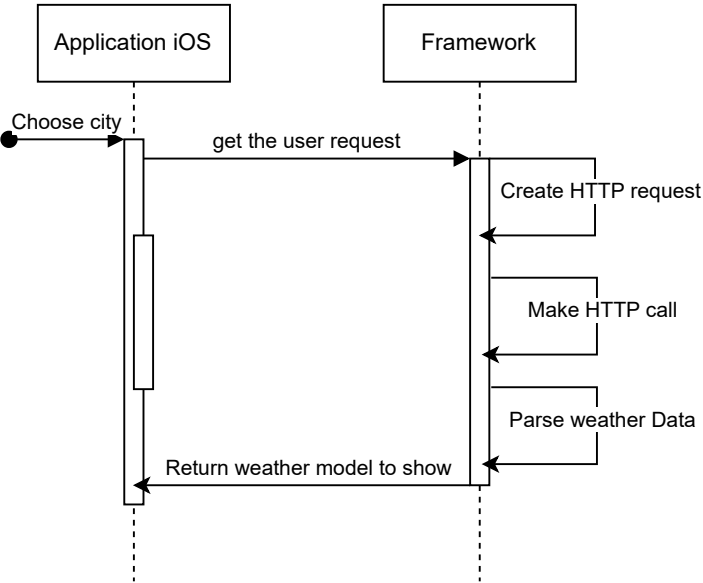 Application iOS
Framework
Choose city
get the user request
Create HTTP request
Make HTTP call
Parse weather Data
Return weather model to show